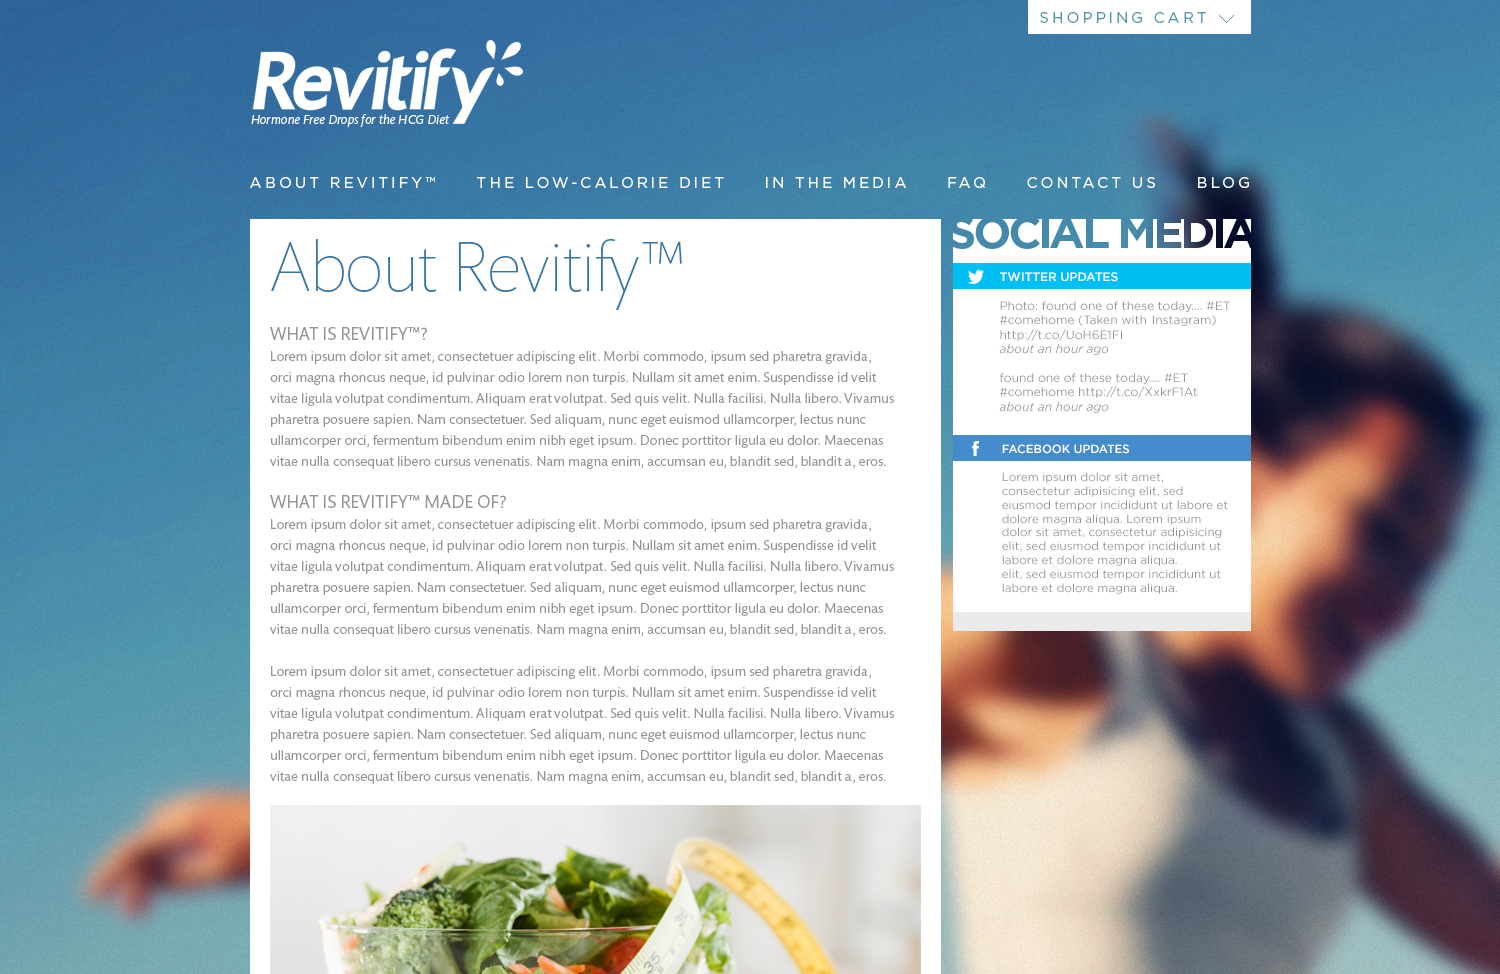 SHOPPING CART
Revitify
Hormone Free Drops for the HCG Diet
ABOUT REVITIFY™ THE LOW-CALORIE DIET IN THE MEDIA FAQ CONTACT US BLOG
About Revitify™
WHAT IS REVITIFY™?
Lorem ipsum dolor sit amet, consectetuer adipiscing elit. Morbi commodo, ipsum sed pharetra gravida,
orci magna rhoncus neque, id pulvinar odio lorem non turpis. Nullam sit amet enim. Suspendisse id velit
vitae ligula volutpat condimentum. Aliquam erat volutpat. Sed quis velit. Nulla facilisi. Nulla libero. Vivamus
pharetra posuere sapien. Nam consectetuer. Sed aliquam, nunc eget euismod ullamcorper, lectus nunc
ullamcorper orci, fermentum bibendum enim nibh eget ipsum. Donec porttitor ligula eu dolor. Maecenas
vitae nulla consequat libero cursus venenatis. Nam magna enim, accumsan eu, blandit sed, blandit a, eros.
WHAT IS REVITIFY™ MADE OF?
Lorem ipsum dolor sit amet, consectetuer adipiscing elit. Morbi commodo, ipsum sed pharetra gravida,
orci magna rhoncus neque, id pulvinar odio lorem non turpis. Nullam sit amet enim. Suspendisse id velit
vitae ligula volutpat condimentum. Aliquam erat volutpat. Sed quis velit. Nulla facilisi. Nulla libero. Vivamus
pharetra posuere sapien. Nam consectetuer. Sed aliquam, nunc eget euismod ullamcorper, lectus nunc
ullamcorper orci, fermentum bibendum enim nibh eget ipsum. Donec porttitor ligula eu dolor. Maecenas
vitae nulla consequat libero cursus venenatis. Nam magna enim, accumsan eu, blandit sed, blandit a, eros.
Lorem ipsum dolor sit amet, consectetuer adipiscing elit. Morbi commodo, ipsum sed pharetra gravida,
orci magna rhoncus neque, id pulvinar odio lorem non turpis. Nullam sit amet enim. Suspendisse id velit
vitae ligula volutpat condimentum. Aliquam erat volutpat. Sed quis velit. Nulla facilisi. Nulla libero. Vivamus
pharetra posuere sapien. Nam consectetuer. Sed aliquam, nunc eget euismod ullamcorper, lectus nunc
ullamcorper orci, fermentum bibendum enim nibh eget ipsum. Donec porttitor ligula eu dolor. Maecenas
vitae nulla consequat libero cursus venenatis. Nam magna enim, accumsan eu, blandit sed, blandit a, eros.
35
SOCIAL MEDIA
TWITTER UPDATES
Photo: found one of these today.... #ET
#comehome (Taken with Instagram)
http://t.co/UoH6E1FI
about an hour ago
found one of these today.... #ET
#comehome http://t.co/XxkrF1At
about an hour ago
FACEBOOK UPDATES
Lorem ipsum dolor sit amet,
consectetur adipisicing elit, sed
eiusmod tempor incididunt ut labore et
dolore magna aliqua. Lorem ipsum
dolor sit amet, consectetur adipisicing
elit, sed eiusmod tempor incididunt ut
labore et dolore magna aliqua.
elit, sed eiusmod tempor incididunt ut
labore et dolore magna aliqua.